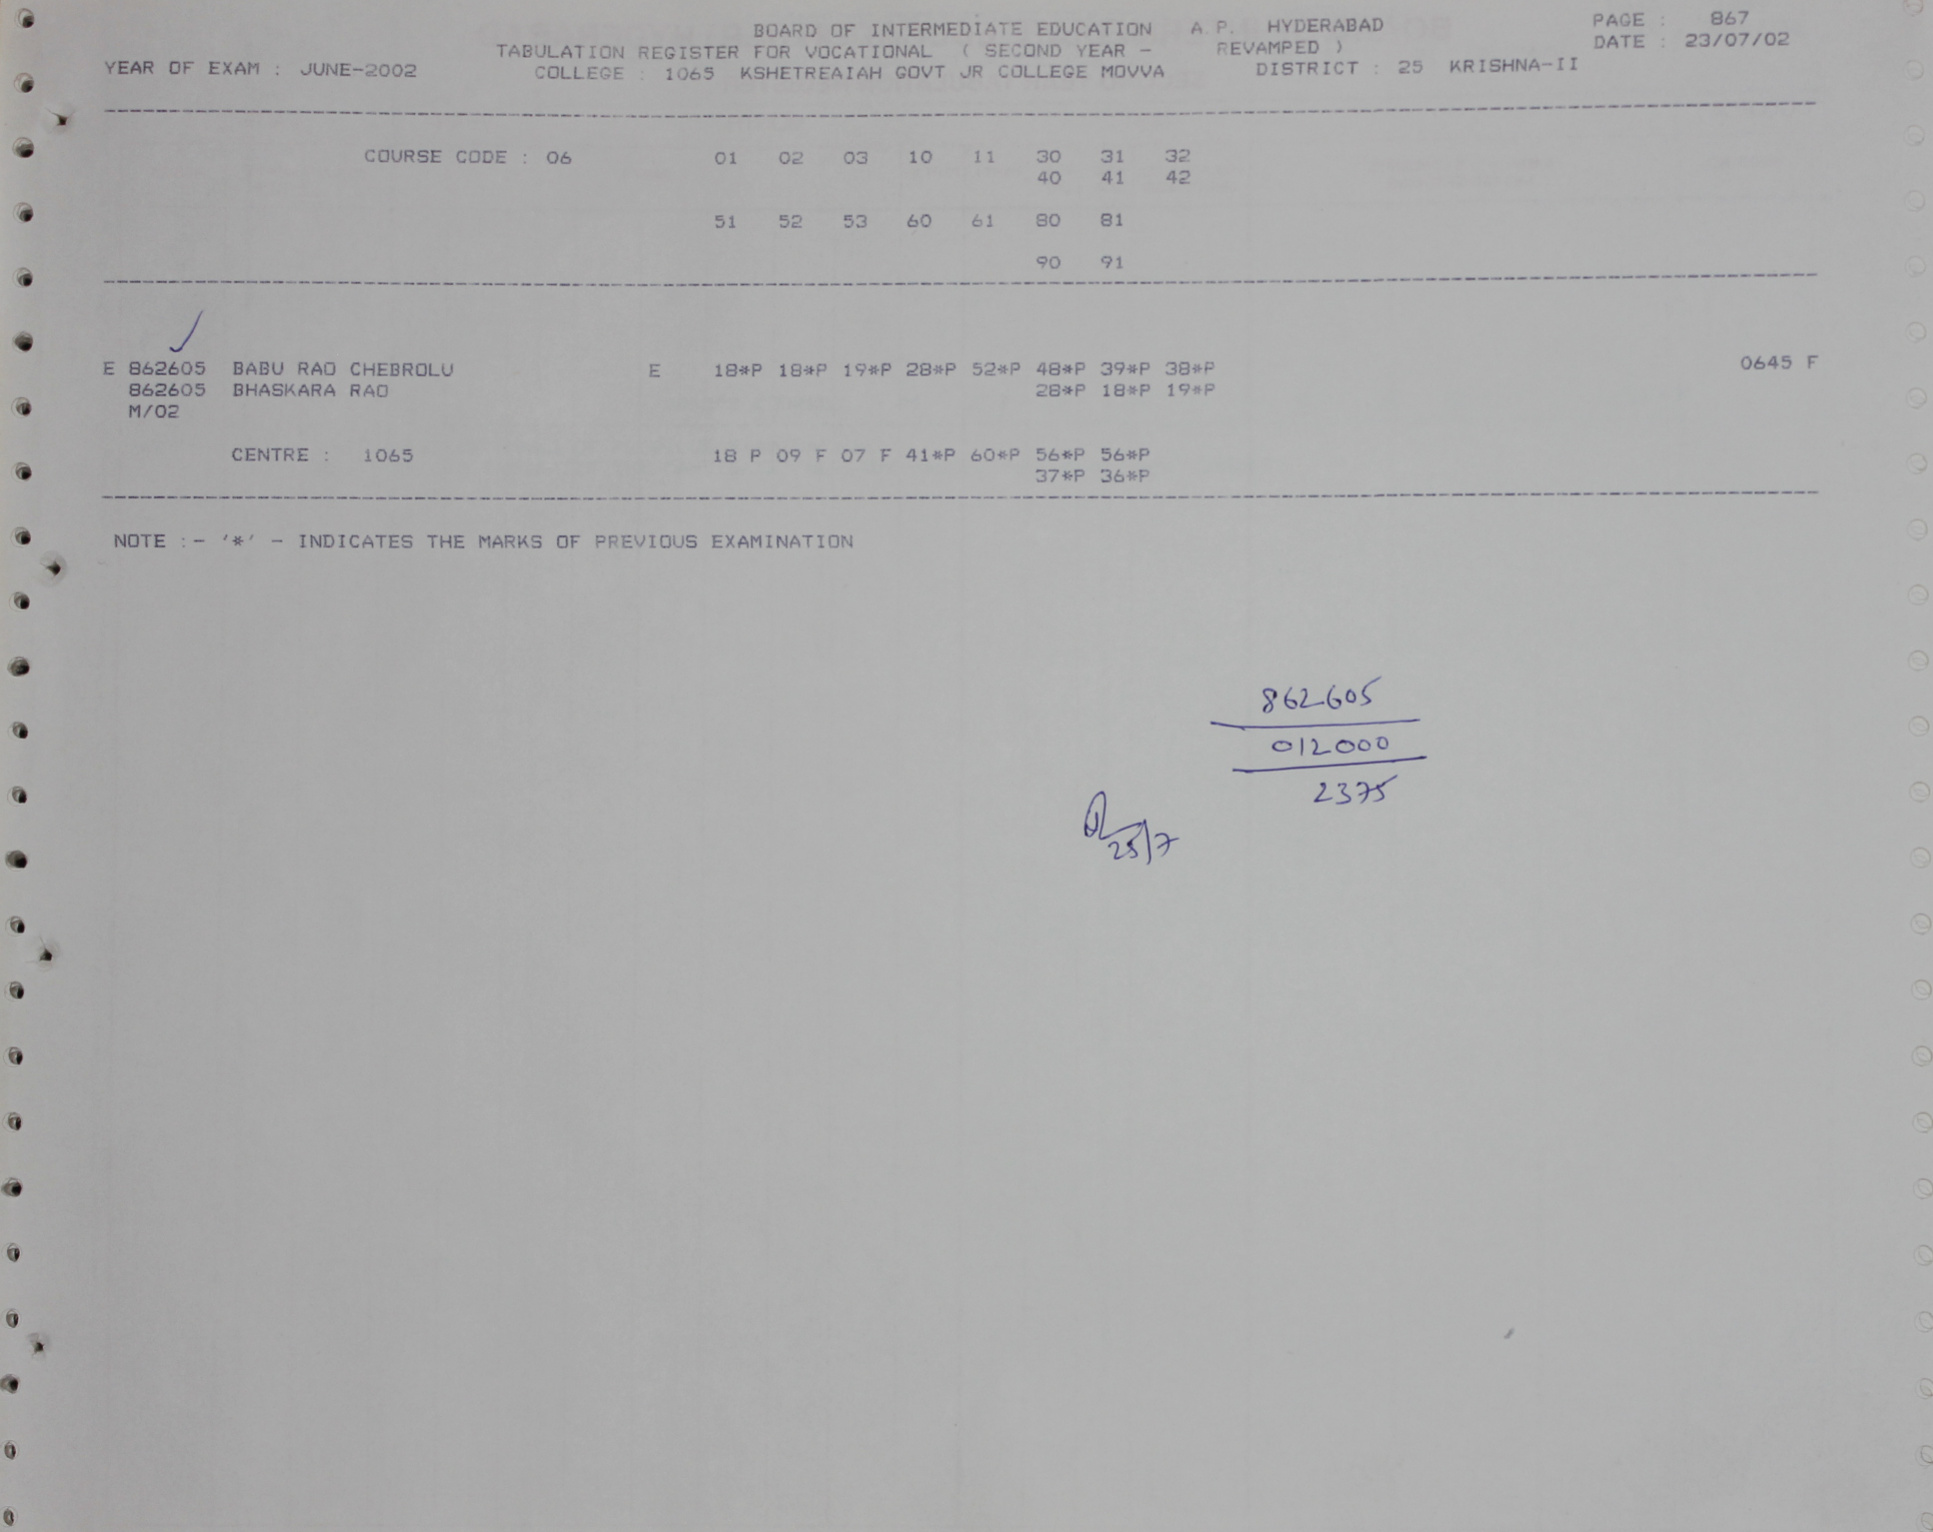 BOARD OF INTERMEDIATE EDUCATION A.P. HYDERABAD PAGE : 867
TABULATION REGISTER FOR VOCATIONAL ( SECOND YEAR - REVAMPED ) DATE : 23/07/02
YEAR OF EXAM : JUNE-2002 COLLEGE : 1065 KSHETREAIAH GOVT JR COLLEGE MOVVA DISTRICT : 25 KRISHNA-II
COURSE CODE : 06 01 02 03 10 11 30 31 32
40 41 42
51 52 53 60 61 80 81
90 91
E 862605 BABU RAO CHEBROLU E 18*P 18*P 19*P 28*P 52*P 48*P 39*P 38*P 0645 F
862605 BHASKARA RAO 28*P 18*P 19*P
M/02
CENTRE : 1065 18 P 09 F 07 F 41*P 60*P 56*P 56*P
37*P 36*P
NOTE :- '*' - INDICATES THE MARKS OF PREVIOUS EXAMINATION
862605
012000
2375
25/7